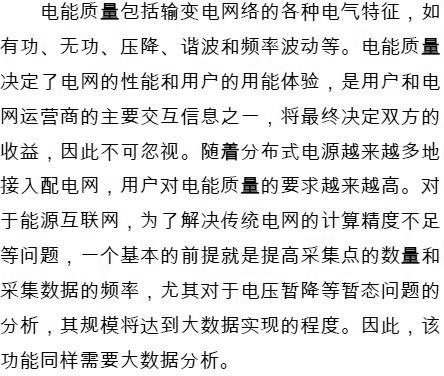 电能质量包括输变电网络的各种电气特征，如
有功、无功、压降、谐波和频率波动等。电能质量
决定了电网的性能和用户的用能体验，是用户和电
网运营商的主要交互信息之一，将最终决定双方的
收益，因此不可忽视。随着分布式电源越来越多地
接入配电网，用户对电能质量的要求越来越高。对
于能源互联网，为了解决传统电网的计算精度不足
等问题，一个基本的前提就是提高采集点的数量和
采集数据的频率，尤其对于电压暂降等暂态问题的
分析，其规模将达到大数据实现的程度。因此，该
功能同样需要大数据分析。